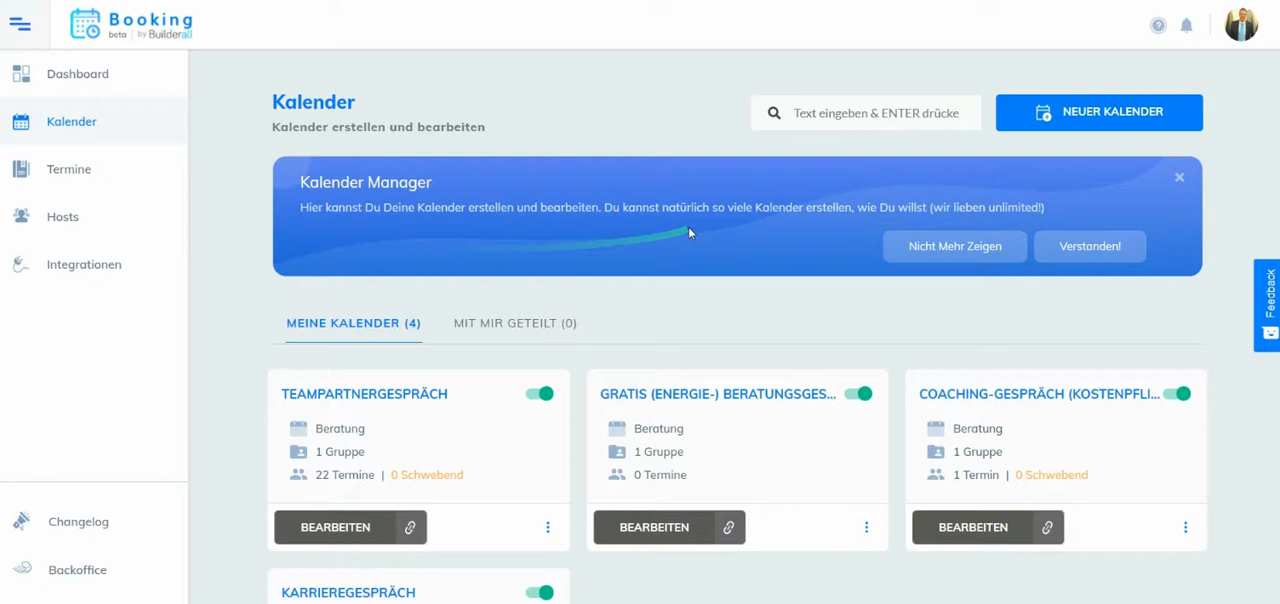 Booking
beta | by Builderall
Dashboard
Kalender
Termine
Hosts
Integrationen
Changelog
Backoffice
Kalender
Kalender erstellen und bearbeiten
Text eingeben & ENTER drücke
NEUER KALENDER
Kalender Manager
Hier kannst Du Deine Kalender erstellen und bearbeiten. Du kannst natürlich so viele Kalender erstellen, wie Du willst (wir lieben unlimited!)
Nicht Mehr Zeigen
Verstanden!
Feedback
MEINE KALENDER (4)
MIT MIR GETEILT (0)
TEAMPARTNERGESPRÄCH
Beratung
1 Gruppe
22 Termine | 0 Schwebend
BEARBEITEN
GRATIS (ENERGIE-) BERATUNGSGES...
Beratung
1 Gruppe
0 Termine
BEARBEITEN
COACHING-GESPRÄCH (KOSTENPFLI...
Beratung
1 Gruppe
1 Termin | 0 Schwebend
BEARBEITEN
KARRIEREGESPRÄCH